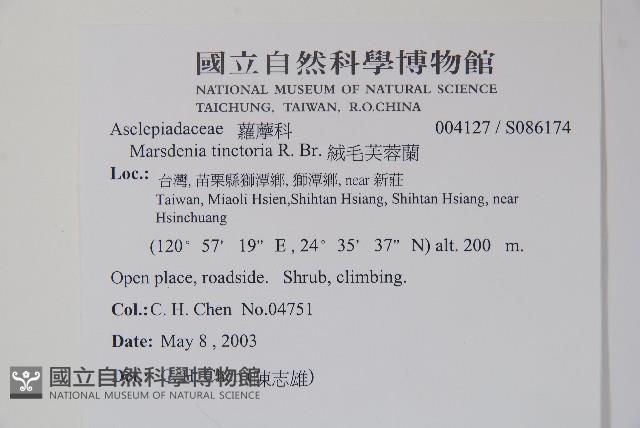 國立自然科學博物館
NATIONAL MUSEUM OF NATURAL SCIENCE
TAICHUNG, TAIWAN, R.O.CHINA
Asclepiadaceae 蘿藦科 004127 / S086174
Marsdenia tinctoria R. Br. 絨毛芙蓉蘭
Loc.: 台灣, 苗栗縣獅潭鄉, 獅潭鄉, near 新莊
Taiwan, Miaoli Hsien,Shihtan Hsiang, Shihtan Hsiang, near
Hsinchuang
(120° 57' 19" E , 24° 35' 37" N) alt. 200 m.
Open place, roadside. Shrub, climbing.
Col.: C. H. Chen No.04751
Date: May 8 , 2003
陳志雄)
國立自然科學博物館
NATIONAL MUSEUM OF NATURAL SCIENCE